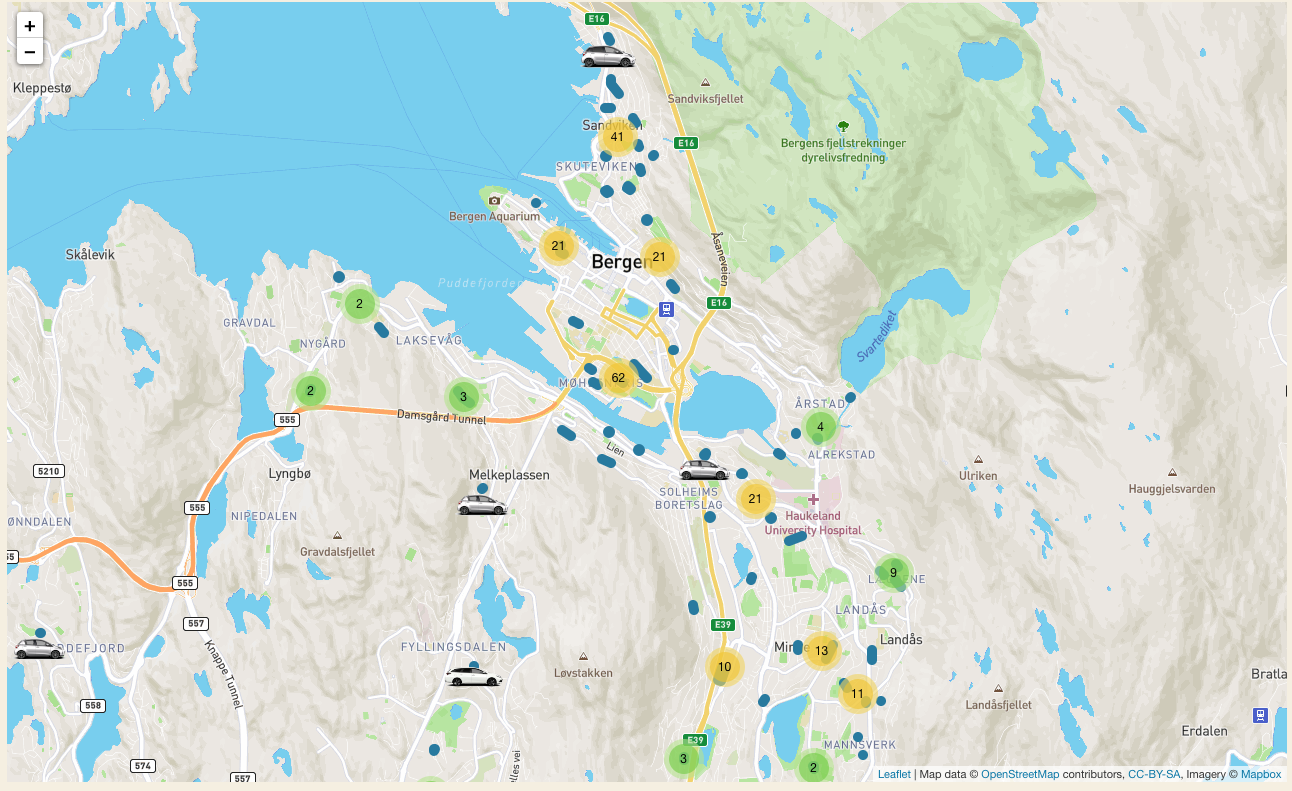 +
E16
−
Kleppestø
Sandviksfjellet
Sandviken
41
E16
Bergens fjellstrekninger
dyrelivsfredning
SKUTEVIKEN
Bergen Aquarium
Skålevik
21
21
Bergen
Åsaneveien
Puddefjorden
2
E16
GRAVDAL
NYGÅRD
LAKSEVÅG
Svartediket
62
2
3
ÅRSTAD
Damsgård Tunnel
555
4
Lien
ALREKSTAD
5210
Lyngbø
Melkeplassen
Ulriken
Hauggjelsvarden
SOLHEIMS
BORETSLAG
21
555
NIPEDALEN
Haukeland
University Hospital
ØNNDALEN
Gravdalsfjellet
9
555
LANDÅS
557
E39
Landås
Knappe Tunnel
FYLLINGSDALEN
13
Løvstakken
10
Bratla
11
558
Landåsfjellet
Erdalen
E39
MANNSVERK
3
2
574
557
Leaflet | Map data © OpenStreetMap contributors, CC-BY-SA, Imagery © Mapbox